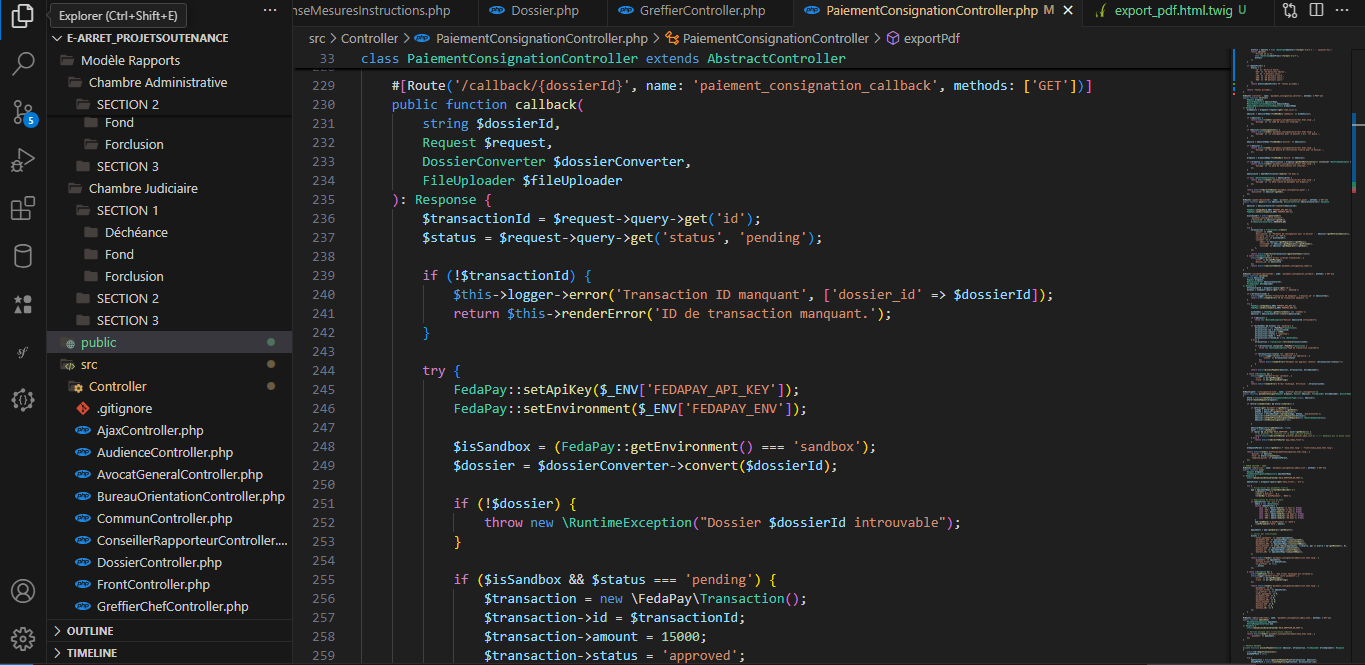 Explorer (Ctrl+Shift+E)
nseMesuresInstructions.php
Dossier.php
GreffierController.php
PaiementConsignationController.php M
export_pdf.html.twig U
src > Controller > PaiementConsignationController.php > PaiementConsignationController > exportPdf
E-ARRET_PROJETSOUTENANCE
Modèle Rapports
Chambre Administrative
SECTION 2
Fond
Forclusion
SECTION 3
Chambre Judiciaire
SECTION 1
Déchéance
Fond
Forclusion
SECTION 2
SECTION 3
public
src
Controller
.gitignore
AjaxController.php
AudienceController.php
AvocatGeneralController.php
BureauOrientationController.php
CommunController.php
ConseillerRapporteurController....
DossierController.php
FrontController.php
GreffierChefController.php
OUTLINE
TIMELINE
5
sf
33 class PaiementConsignationController extends AbstractController
229 #[Route('/callback/{dossierId}', name: 'paiement_consignation_callback', methods: ['GET'])]
230 public function callback(
231 string $dossierId,
232 Request $request,
233 DossierConverter $dossierConverter,
234 FileUploader $fileUploader
235 ): Response {
236 $transactionId = $request->query->get('id');
237 $status = $request->query->get('status', 'pending');
238
239 if (!$transactionId) {
240 $this->logger->error('Transaction ID manquant', ['dossier_id' => $dossierId]);
241 return $this->renderError('ID de transaction manquant.');
242 }
243
244 try {
245 FedaPay::setApiKey($_ENV['FEDAPAY_API_KEY']);
246 FedaPay::setEnvironment($_ENV['FEDAPAY_ENV']);
247
248 $isSandbox = (FedaPay::getEnvironment() === 'sandbox');
249 $dossier = $dossierConverter->convert($dossierId);
250
251 if (!$dossier) {
252 throw new \RuntimeException("Dossier $dossierId introuvable");
253 }
254
255 if ($isSandbox && $status === 'pending') {
256 $transaction = new \FedaPay\Transaction();
257 $transaction->id = $transactionId;
258 $transaction->amount = 15000;
259 $transaction->status = 'approved';